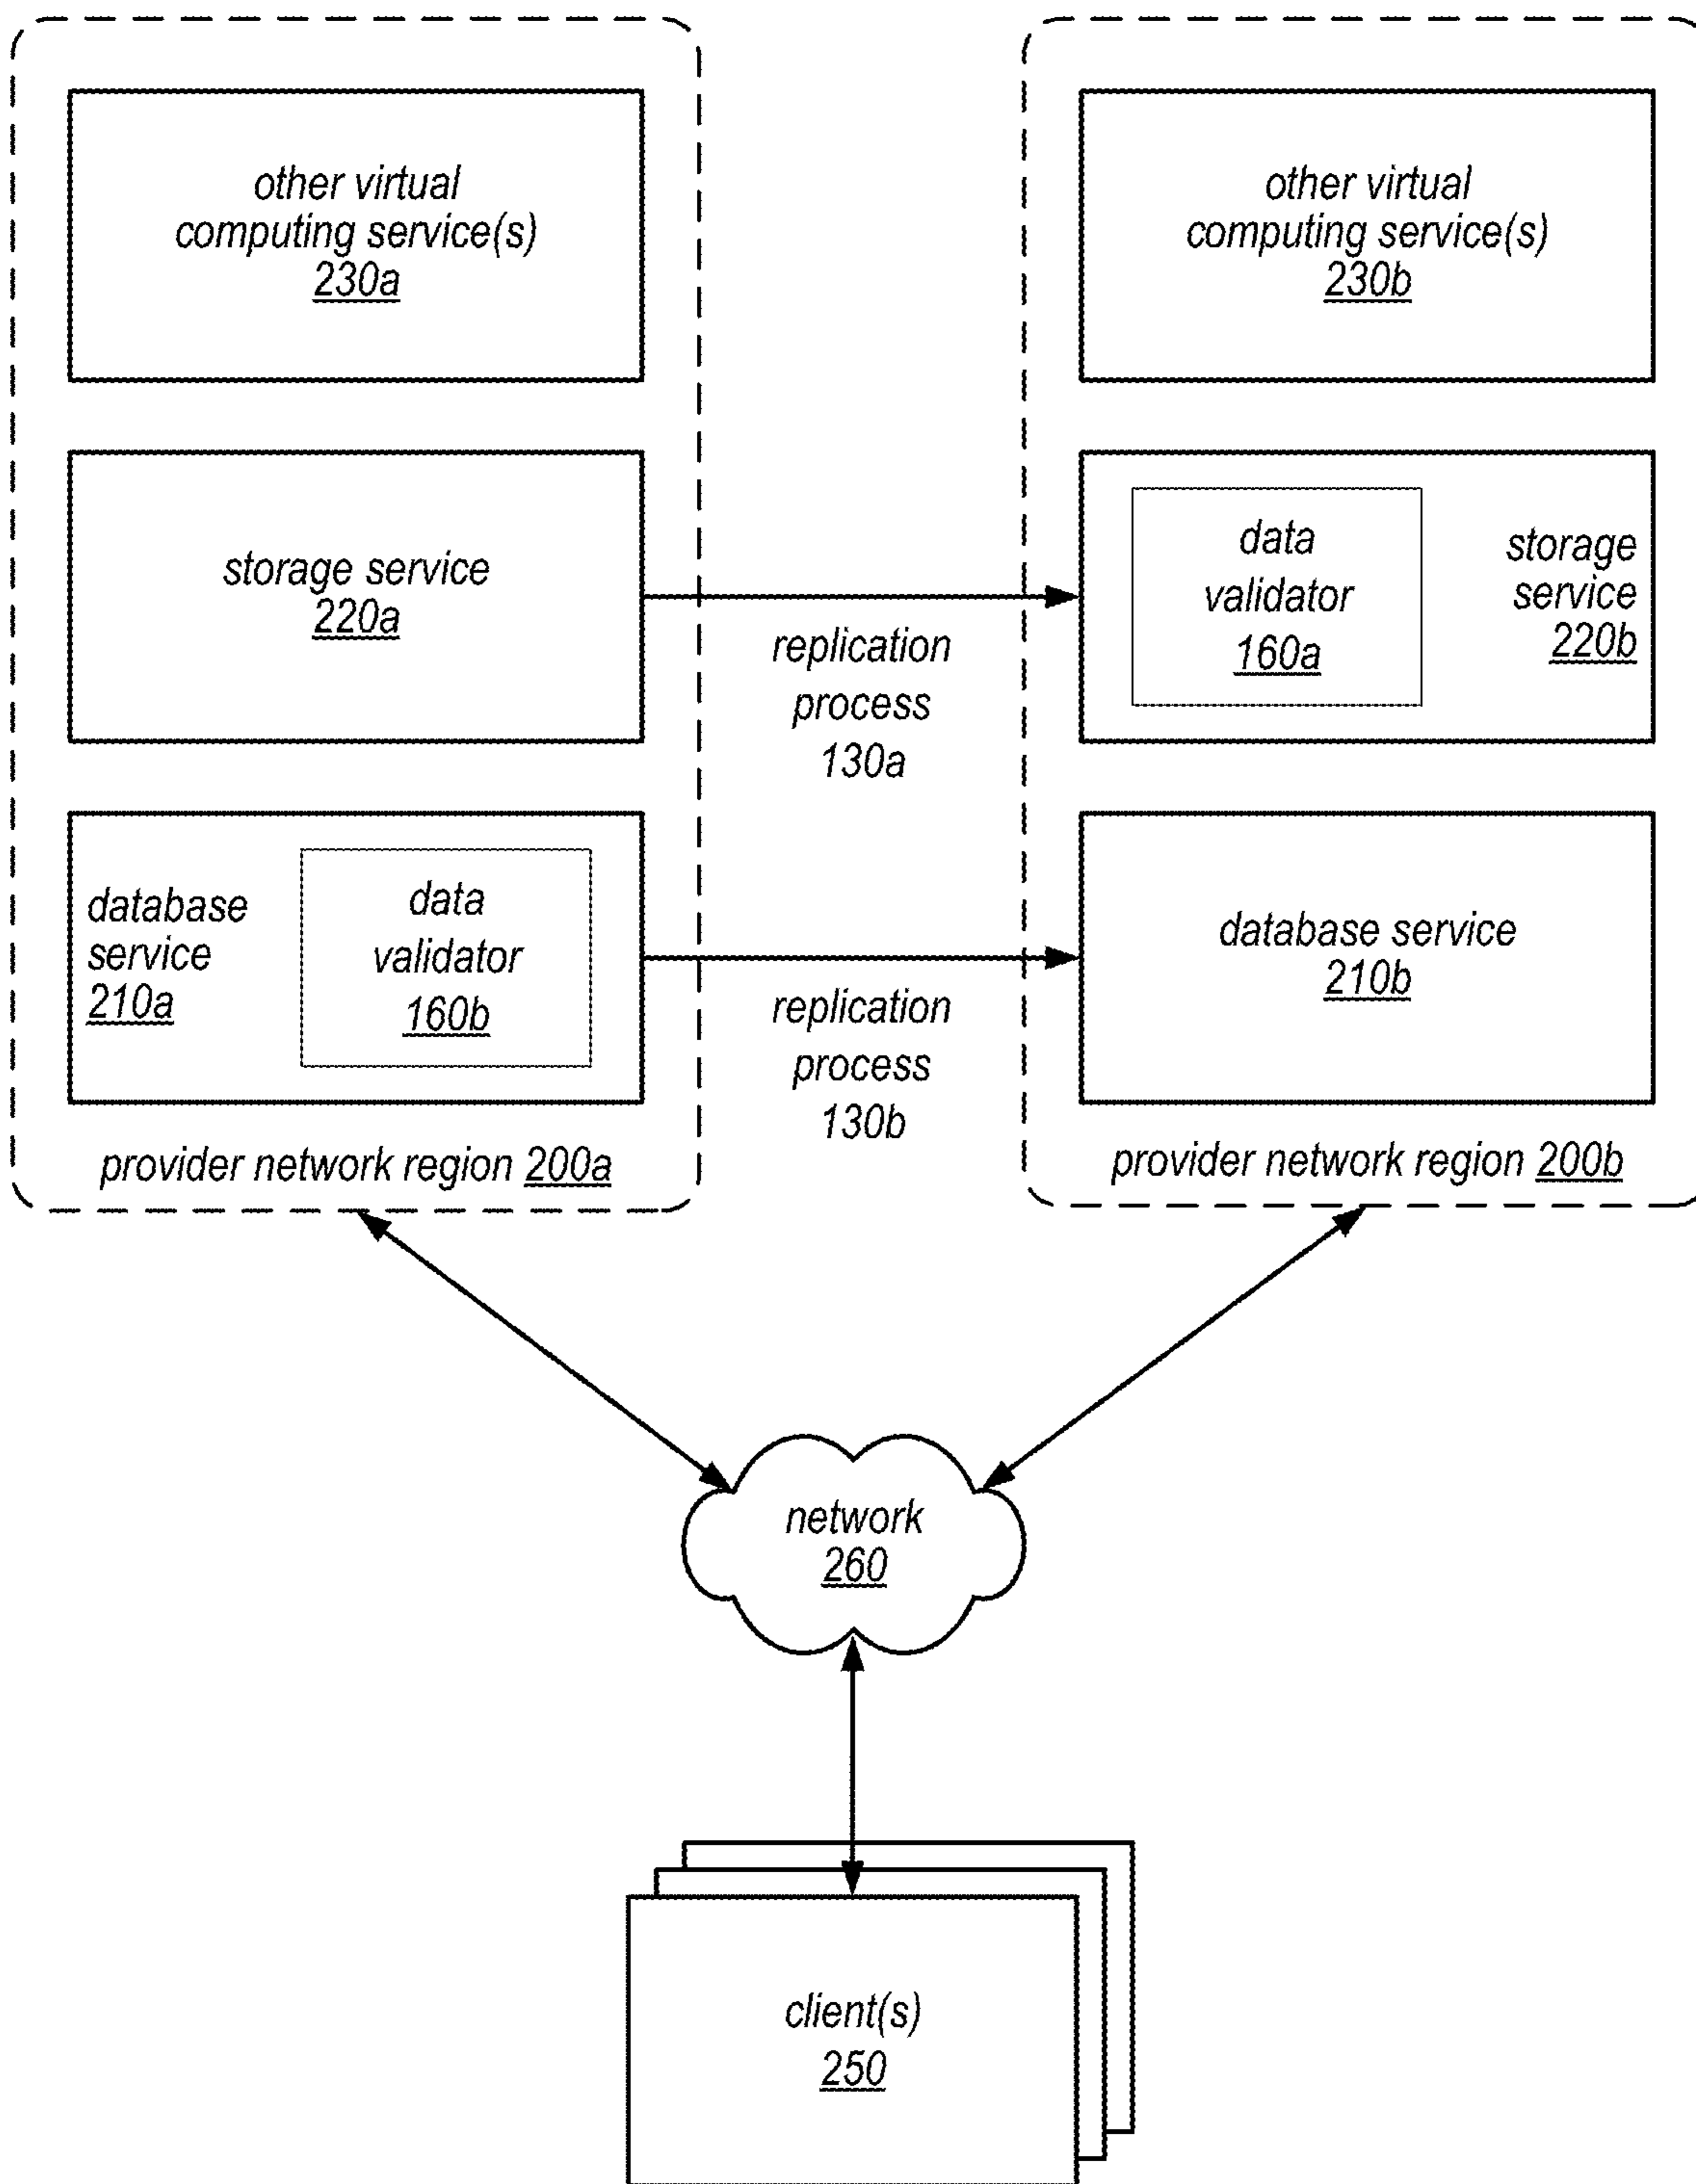 other virtual
computing service(s)
230a
other virtual
computing service(s)
230b
storage service
220a
replication
process
130a
data
validator
160a
storage
service
220b
database
service
210a
data
validator
160b
replication
process
130b
database service
210b
provider network region 200a
provider network region 200b
network
260
client(s)
250